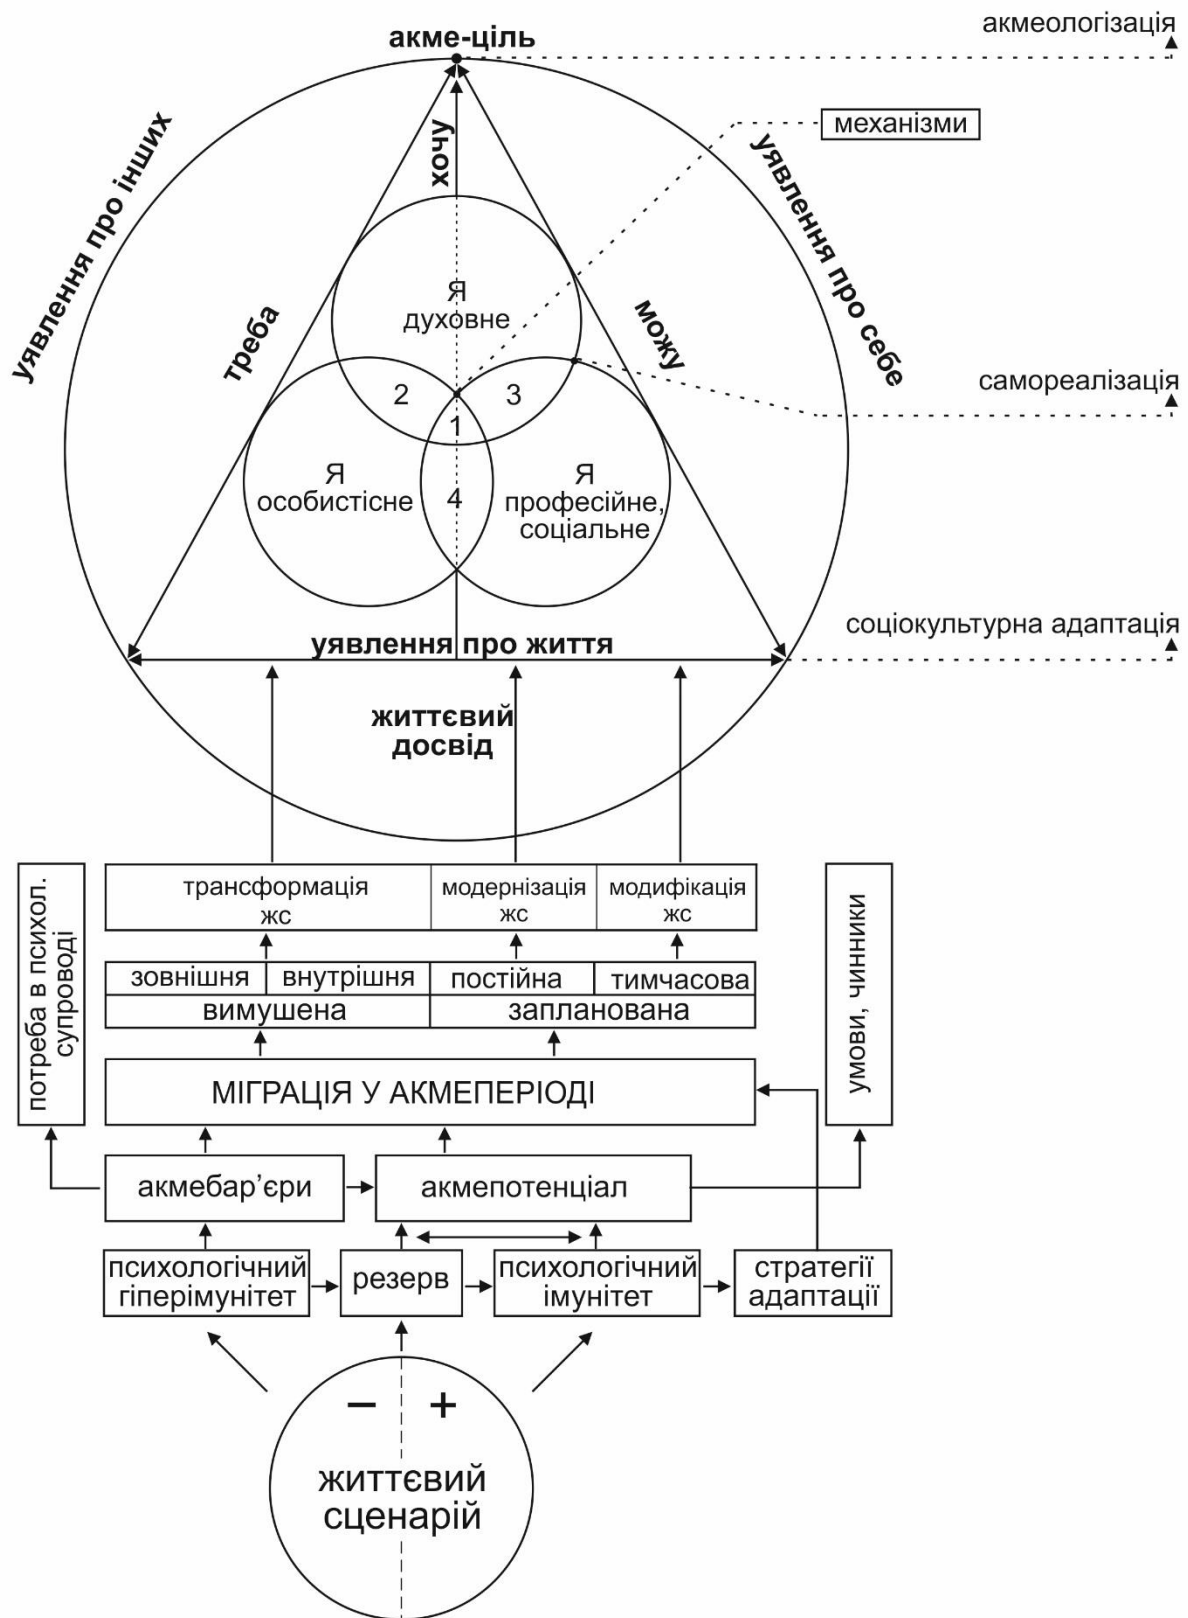 акме-ціль
акмеологізація
механізми
уявлення про інших
уявлення про себе
хочу
треба
можу
Я
духовне
самореалізація
2
3
1
4
Я
особистісне
Я
професійне,
соціальне
соціокультурна адаптація
уявлення про життя
життєвий
досвід
потреба в психол.
супроводі
трансформація
жс
модернізація
жс
модифікація
жс
умови, чинники
зовнішня
внутрішня
постійна
тимчасова
вимушена
запланована
МІГРАЦІЯ У АКМЕПЕРІОДІ
акмебар’єри
акмепотенціал
психологічний
гіперімунітет
резерв
психологічний
імунітет
стратегії
адаптації
– +
життєвий
сценарій